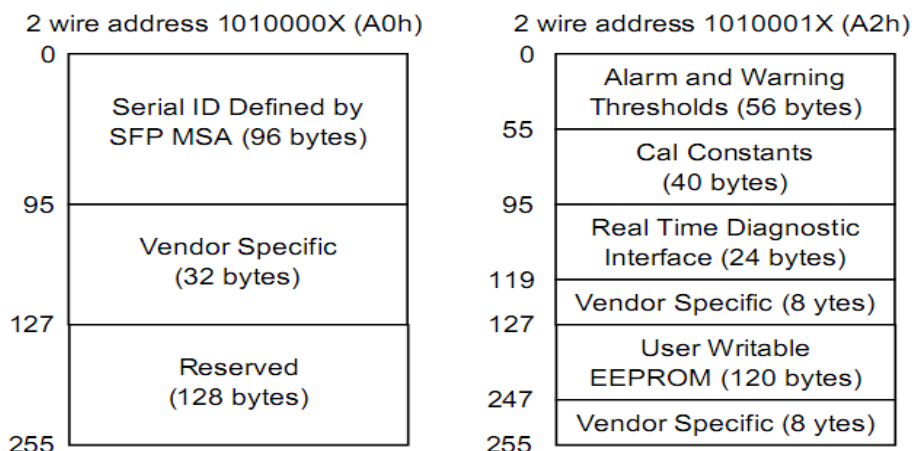 2 wire address 1010000X (A0h)
0
Serial ID Defined by
SFP MSA (96 bytes)
95
Vendor Specific
(32 bytes)
127
Reserved
(128 bytes)
255
2 wire address 1010001X (A2h)
0
Alarm and Warning
Thresholds (56 bytes)
55
Cal Constants
(40 bytes)
95
Real Time Diagnostic
Interface (24 bytes)
119
Vendor Specific (8 ytes)
127
User Writable
EEPROM (120 bytes)
247
Vendor Specific (8 ytes)
255